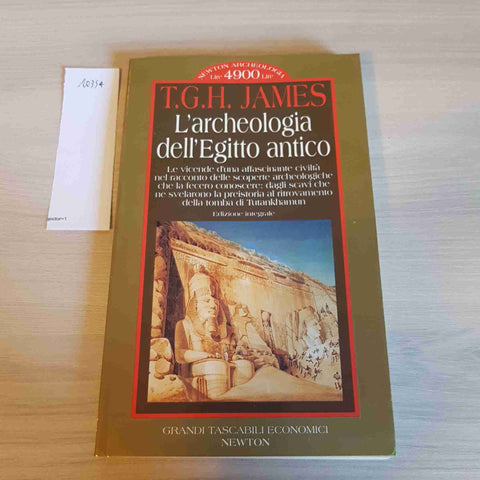 10354
NEWTON ARCHEOLOGIA
Lire 4900 Lire
T.G.H. JAMES
L'archeologia
dell'Egitto antico
Le vicende d'una affascinante civiltà
nel racconto delle scoperte archeologiche
che la fecero conoscere: dagli scavi che
ne svelarono la preistoria al ritrovamento
della tomba di Tutankhamun
Edizione integrale
GRANDI TASCABILI ECONOMICI
NEWTON